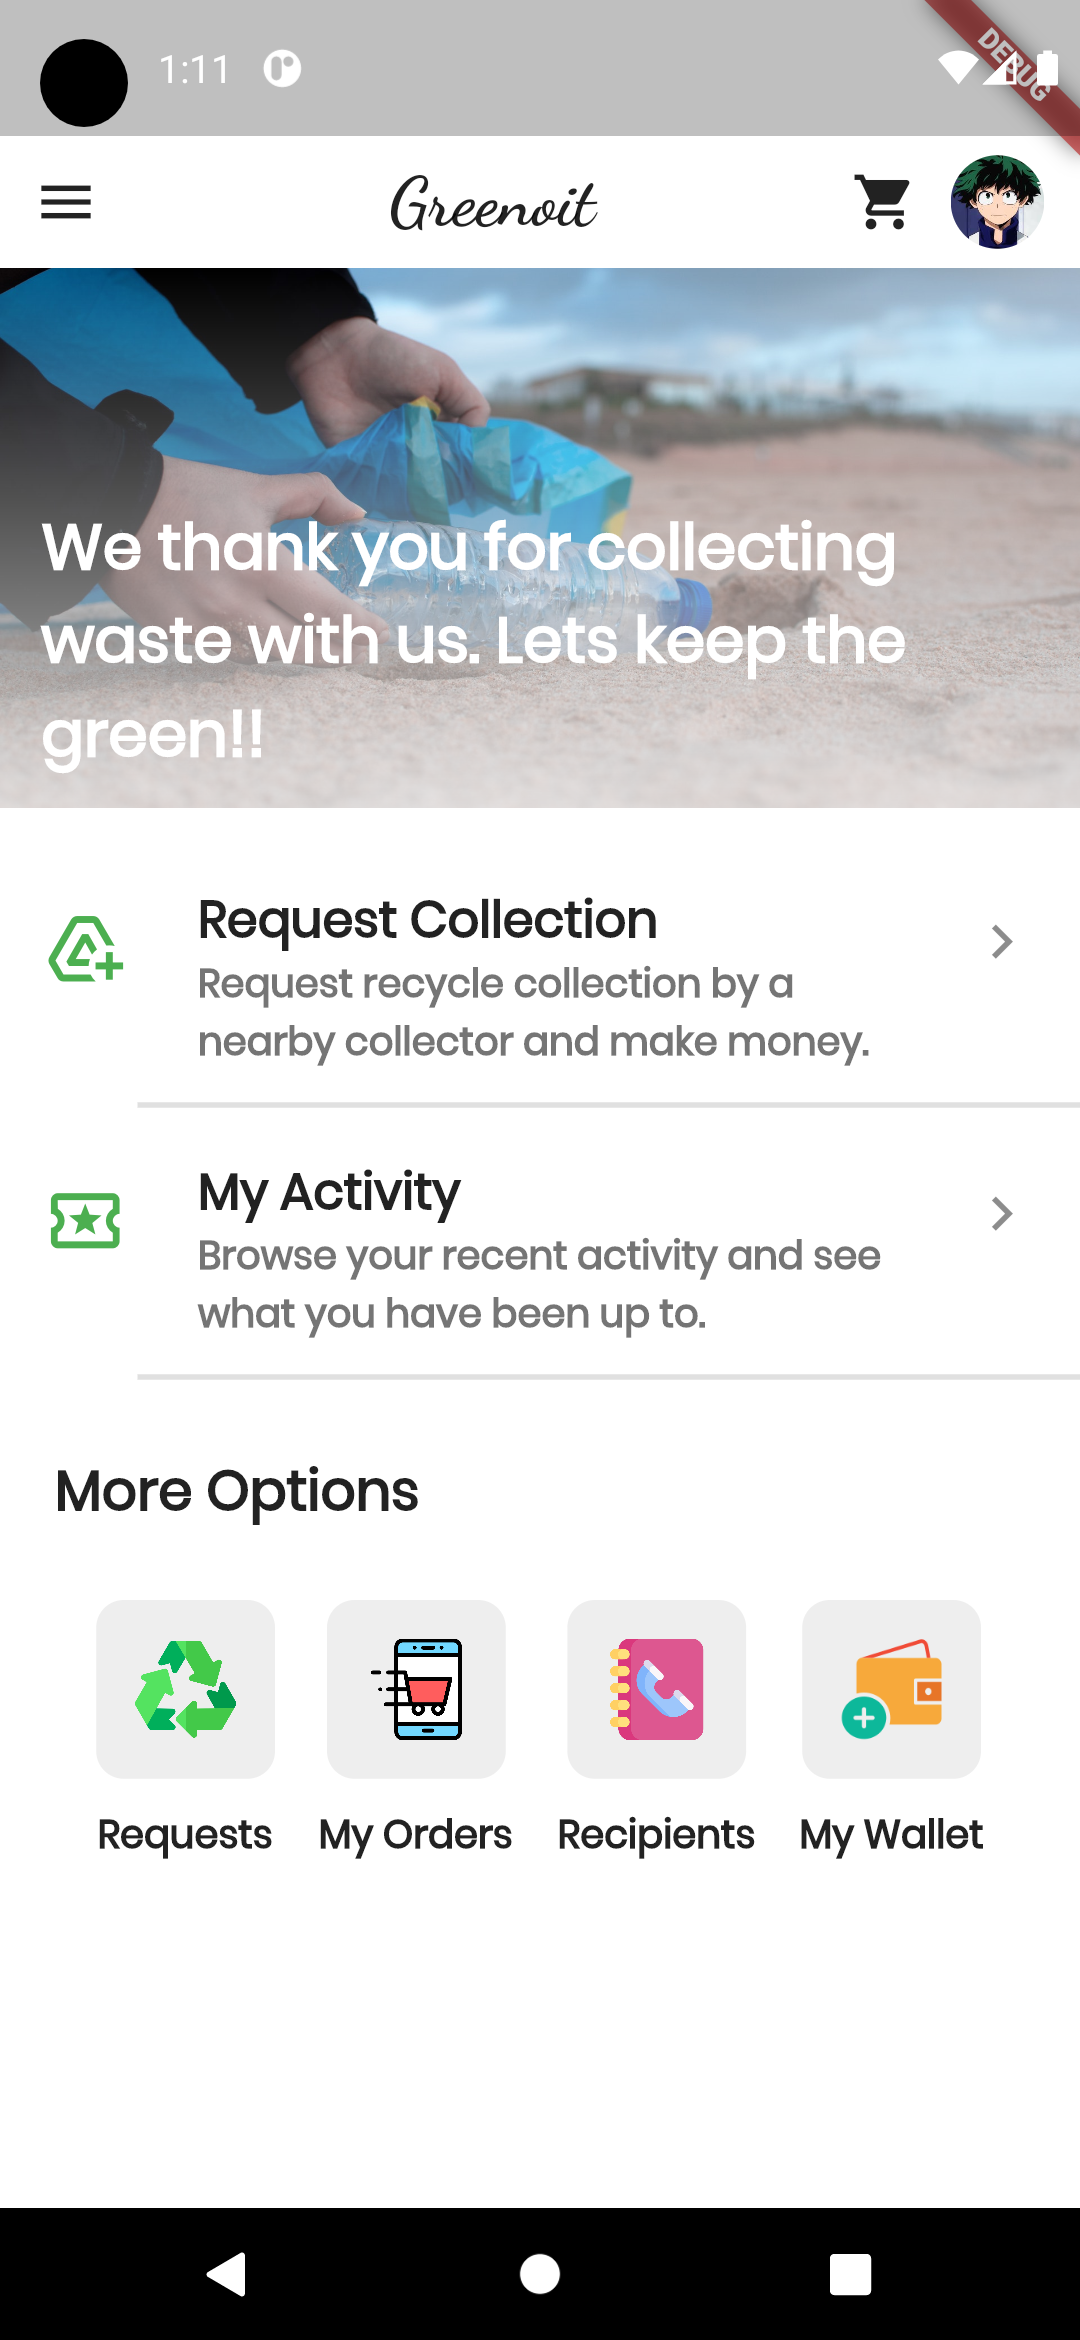 1:11
DEBUG
Greenoit
We thank you for collecting
waste with us. Lets keep the
green!!
Request Collection
Request recycle collection by a
nearby collector and make money.
My Activity
Browse your recent activity and see
what you have been up to.
More Options
Requests
My Orders
Recipients
My Wallet